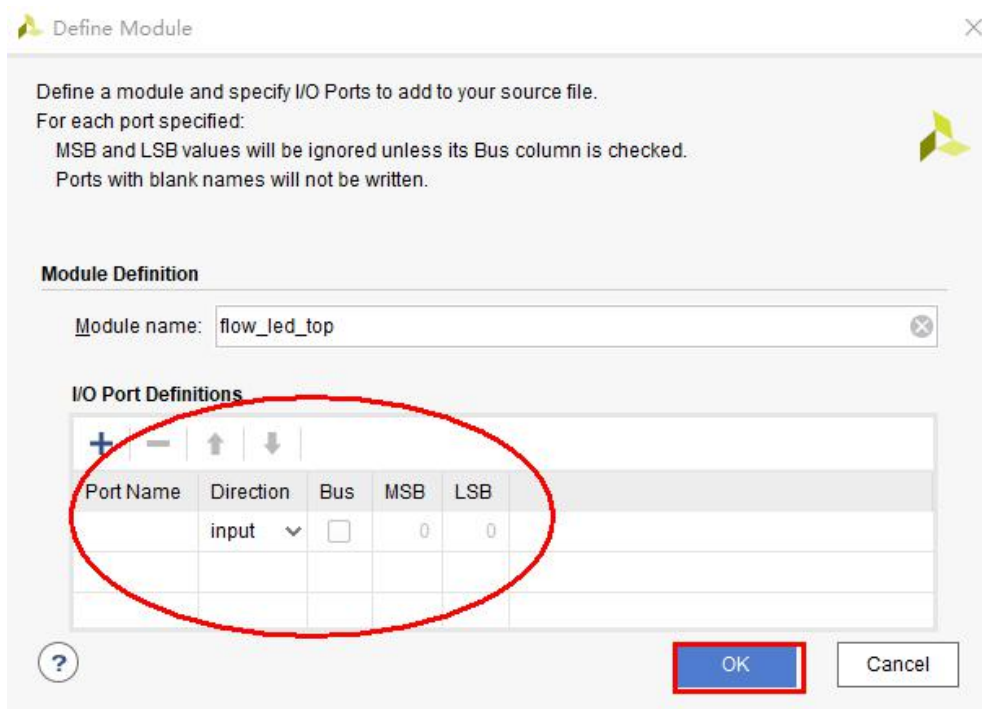 Define Module
Define a module and specify I/O Ports to add to your source file.
For each port specified:
MSB and LSB values will be ignored unless its Bus column is checked.
Ports with blank names will not be written.
Module Definition
Module name: flow_led_top
I/O Port Definitions
Port Name Direction Bus MSB LSB
input 0 0
? OK Cancel